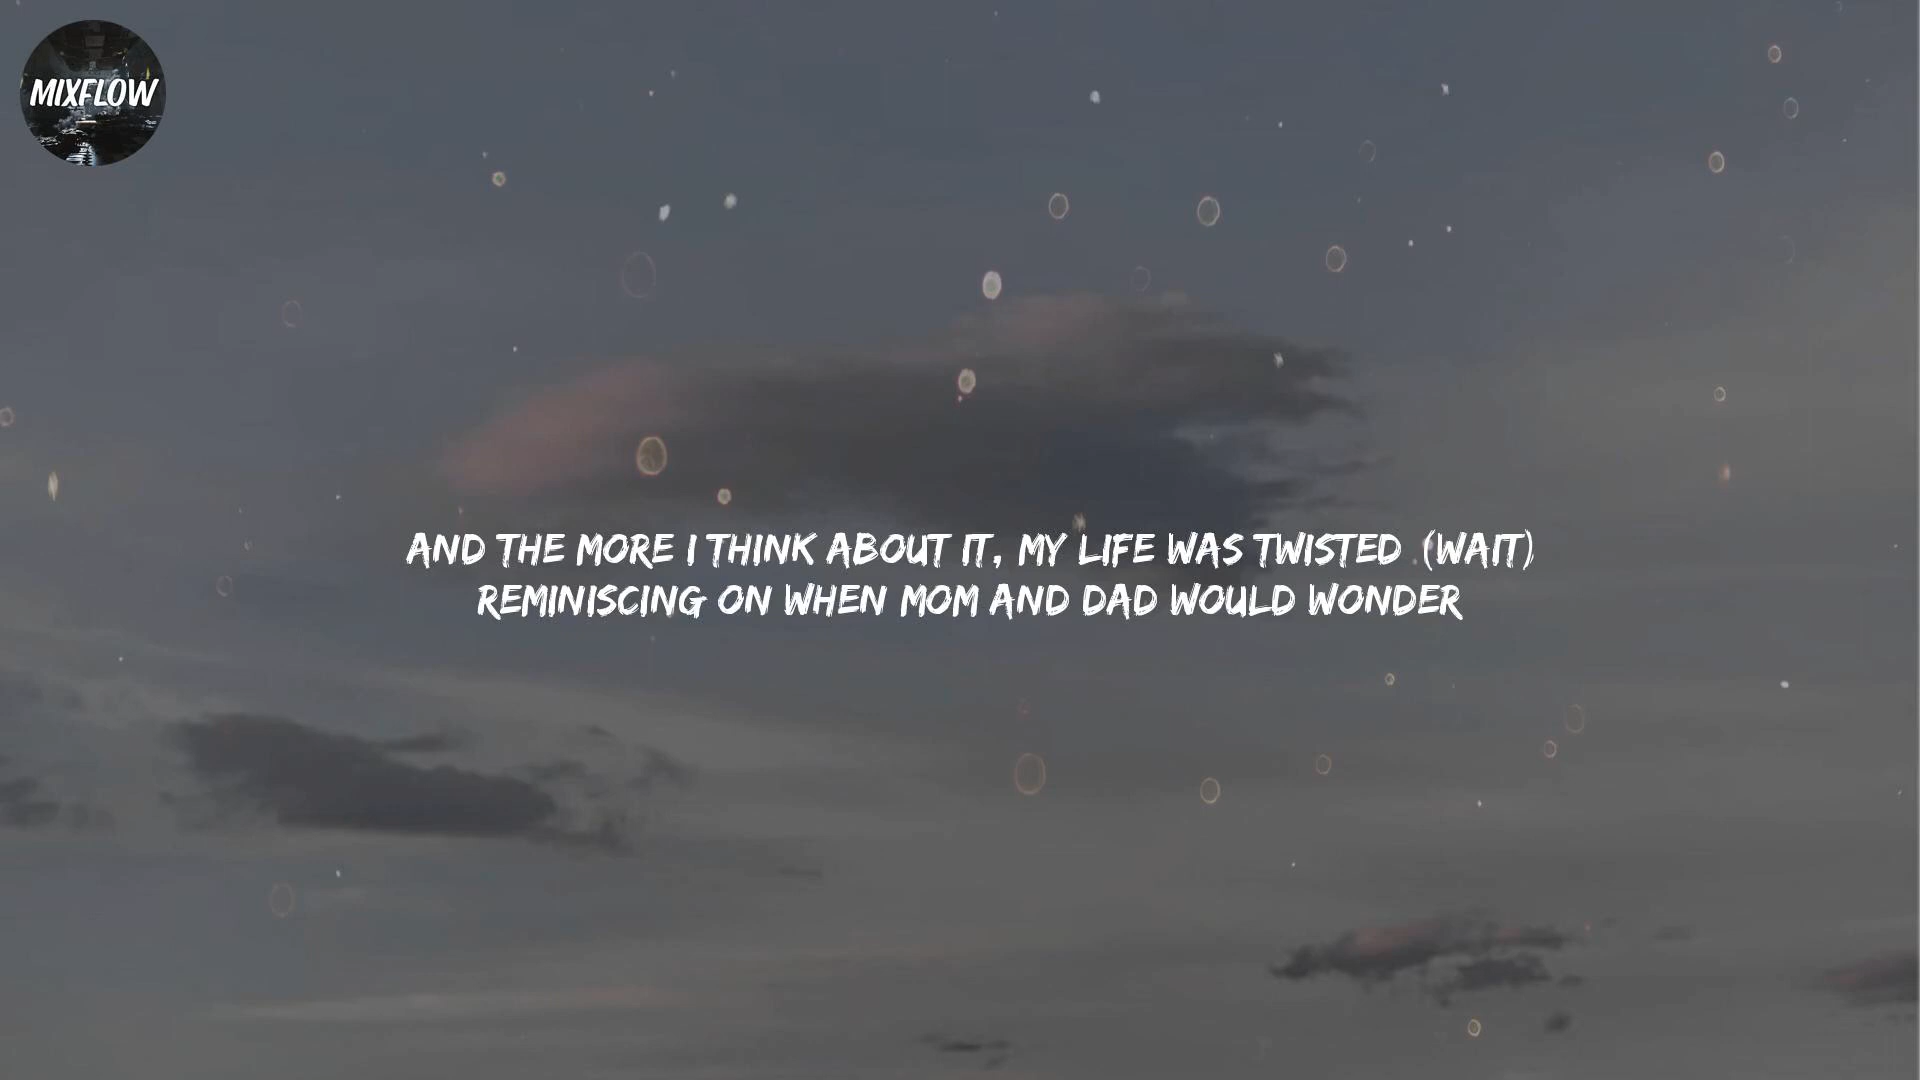 MIXFLOW
AND THE MORE I THINK ABOUT IT, MY LIFE WAS TWISTED (WAIT)
REMINISCING ON WHEN MOM AND DAD WOULD WONDER